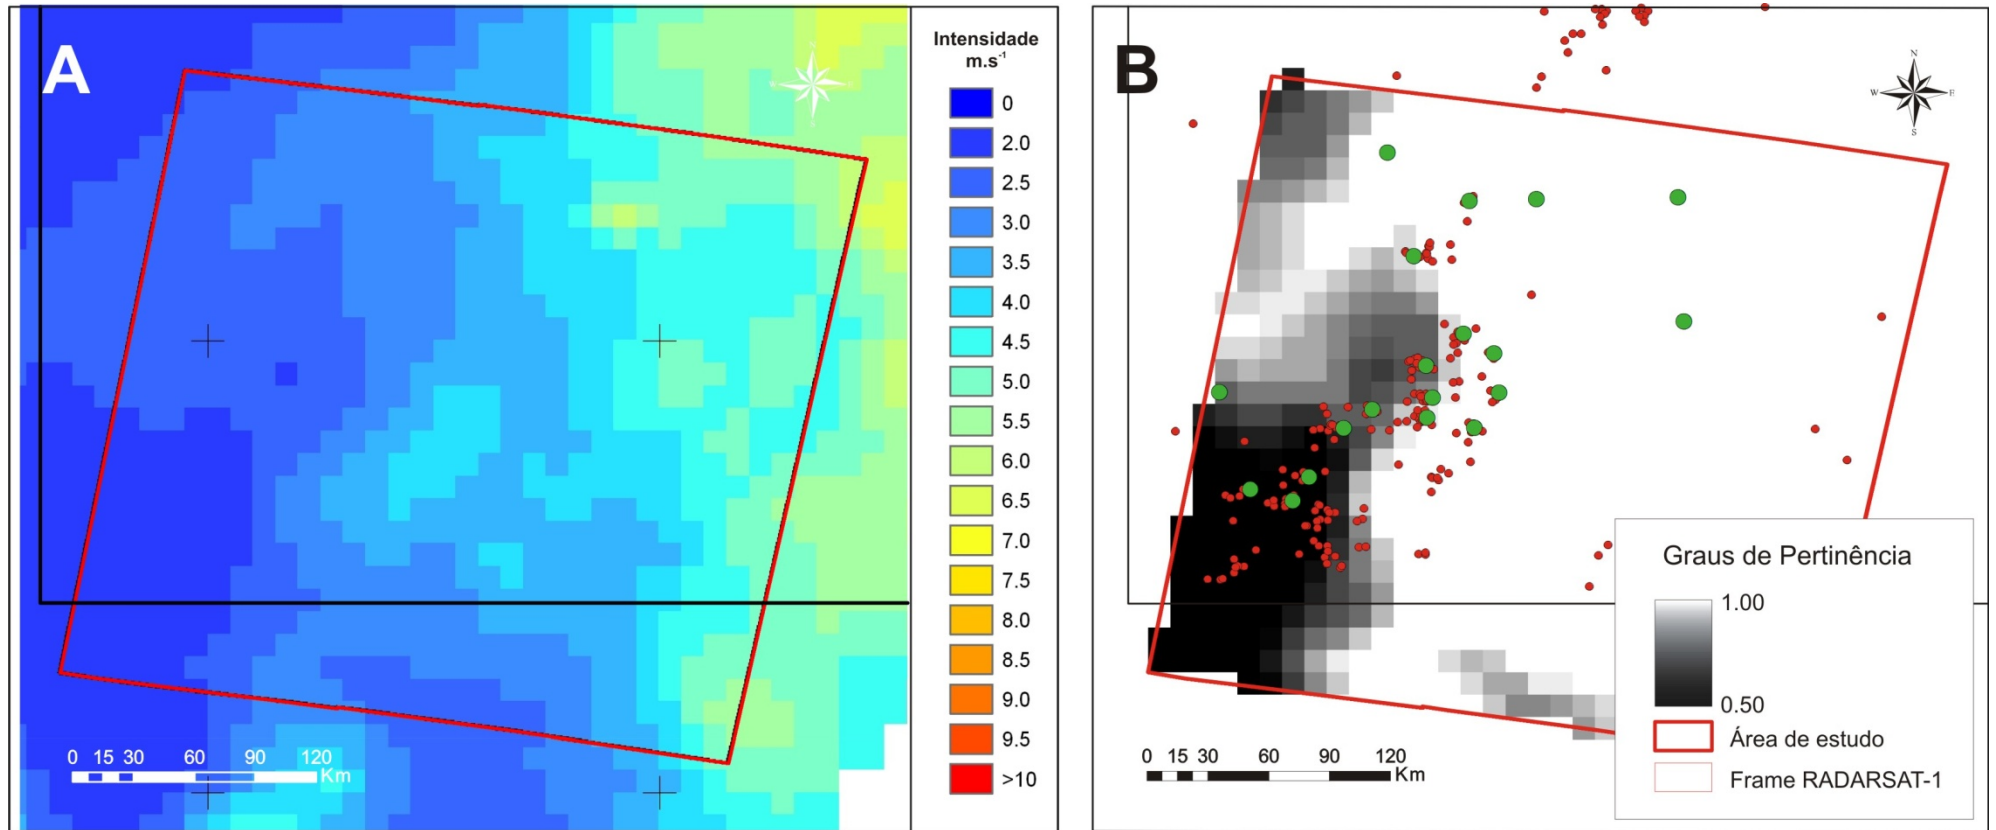 A
Intensidade
m.s⁻¹
0
2.0
2.5
3.0
3.5
4.0
4.5
5.0
5.5
6.0
6.5
7.0
7.5
8.0
8.5
9.0
9.5
>10
0 15 30 60 90 120
Km
B
N
W E
S
Graus de Pertinência
1.00
0.50
Área de estudo
Frame RADARSAT-1
0 15 30 60 90 120
Km